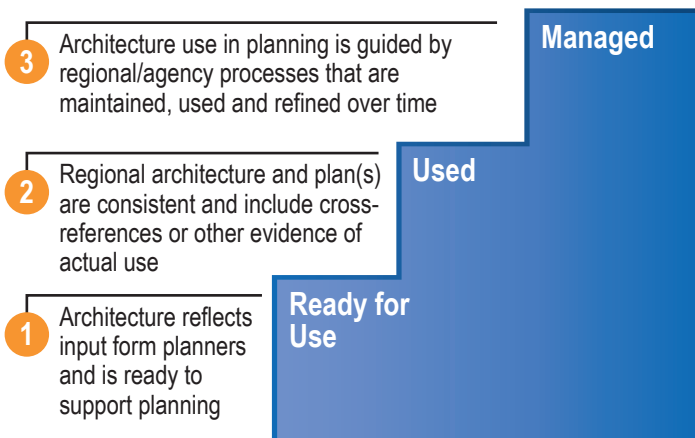 3
Architecture use in planning is guided by
regional/agency processes that are
maintained, used and refined over time
Managed
2
Regional architecture and plan(s)
are consistent and include cross-
references or other evidence of
actual use
Used
1
Architecture reflects
input form planners
and is ready to
support planning
Ready for
Use